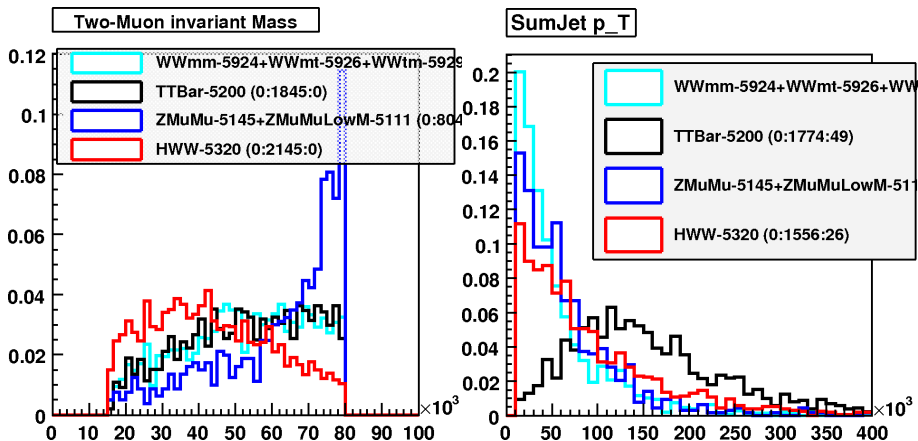 Two-Muon invariant Mass
WWmm-5924+WWmt-5926+WWtm-5929
TTBar-5200 (0:1845:0)
ZMuMu-5145+ZMuMuLowM-5111 (0:804
HWW-5320 (0:2145:0)
0.12
0.1
0.08
0.06
0.04
0.02
0
0 10 20 30 40 50 60 70 80 90 100
×10³
SumJet p_T
WWmm-5924+WWmt-5926+WW
TTBar-5200 (0:1774:49)
ZMuMu-5145+ZMuMuLowM-511
HWW-5320 (0:1556:26)
0.2
0.18
0.16
0.14
0.12
0.1
0.08
0.06
0.04
0.02
0
0 50 100 150 200 250 300 350 400
×10³